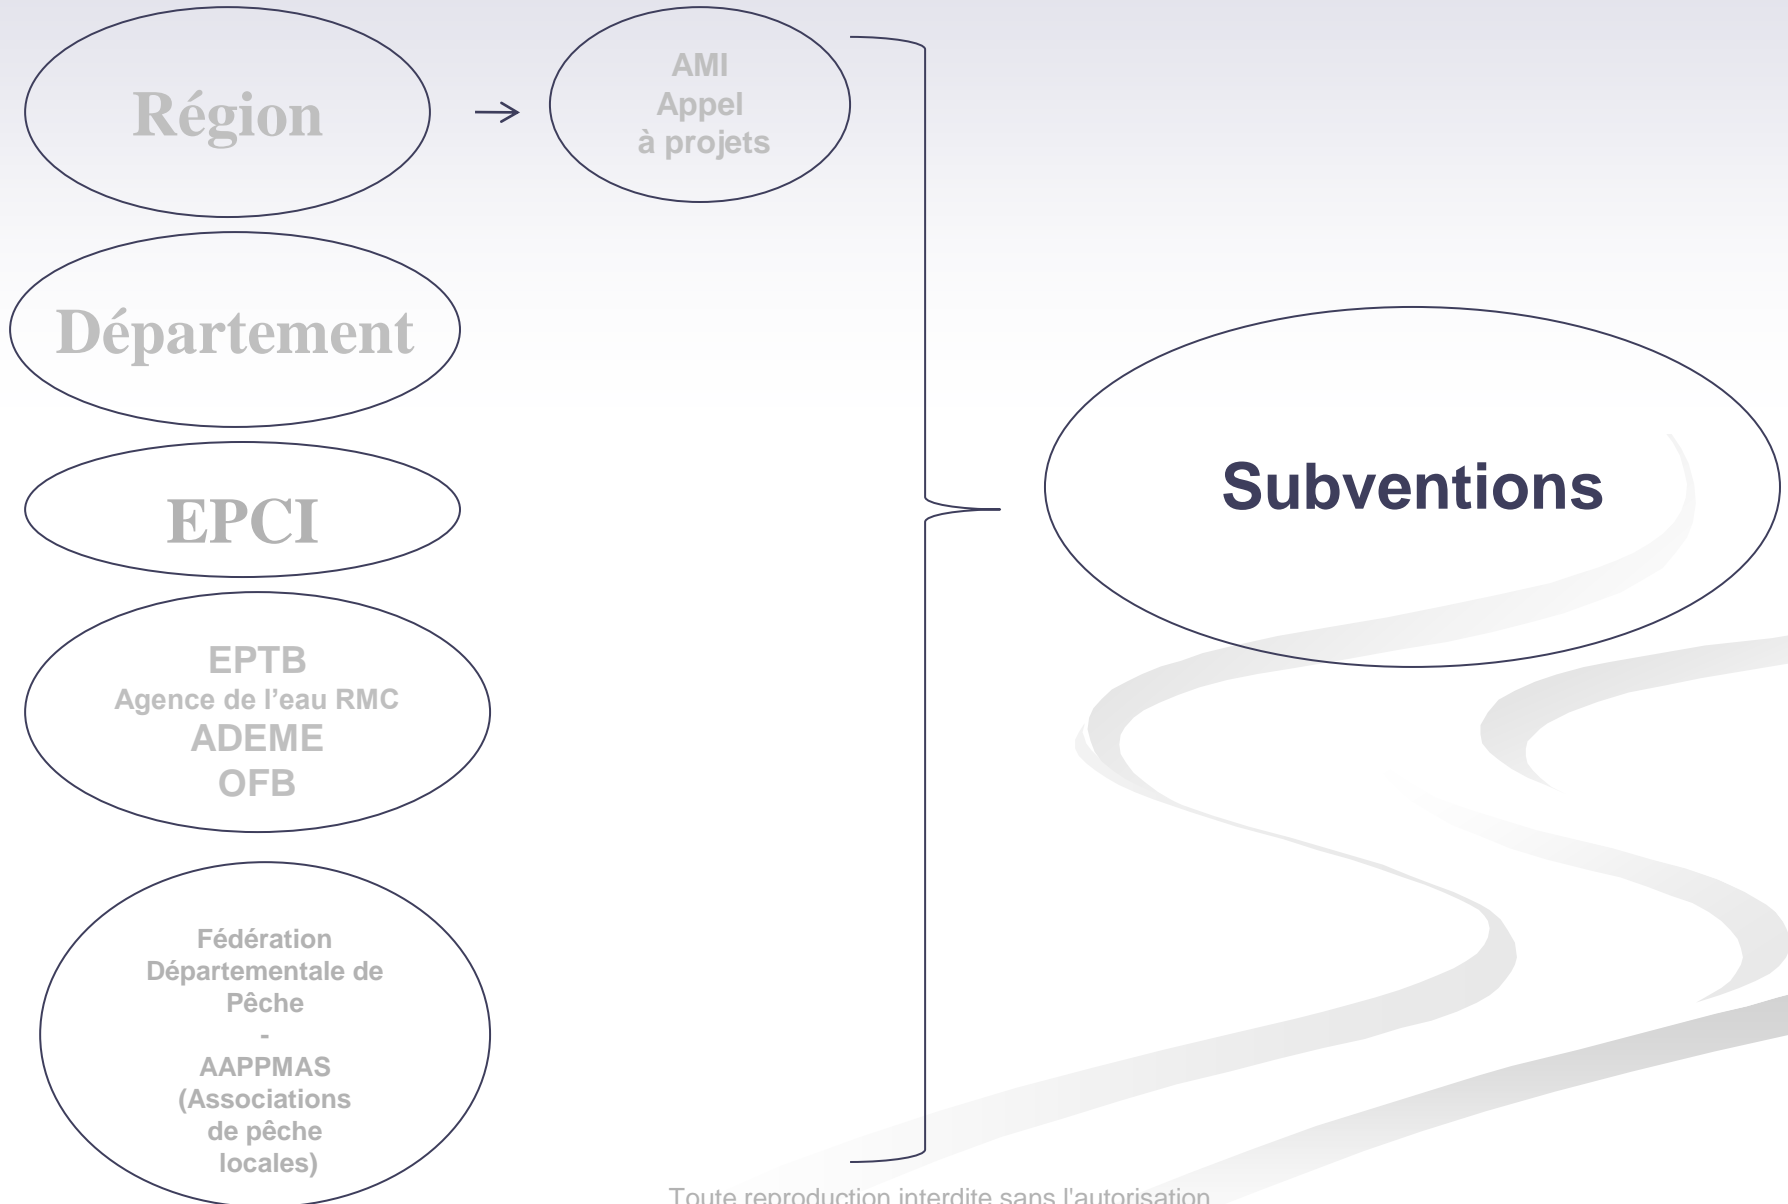 Région
AMI
Appel
à projets
Département
EPCI
Subventions
EPTB
Agence de l’eau RMC
ADEME
OFB
Fédération
Départementale de
Pêche
-
AAPPMAS
(Associations
de pêche
locales)
Toute reproduction interdite sans l'autorisation